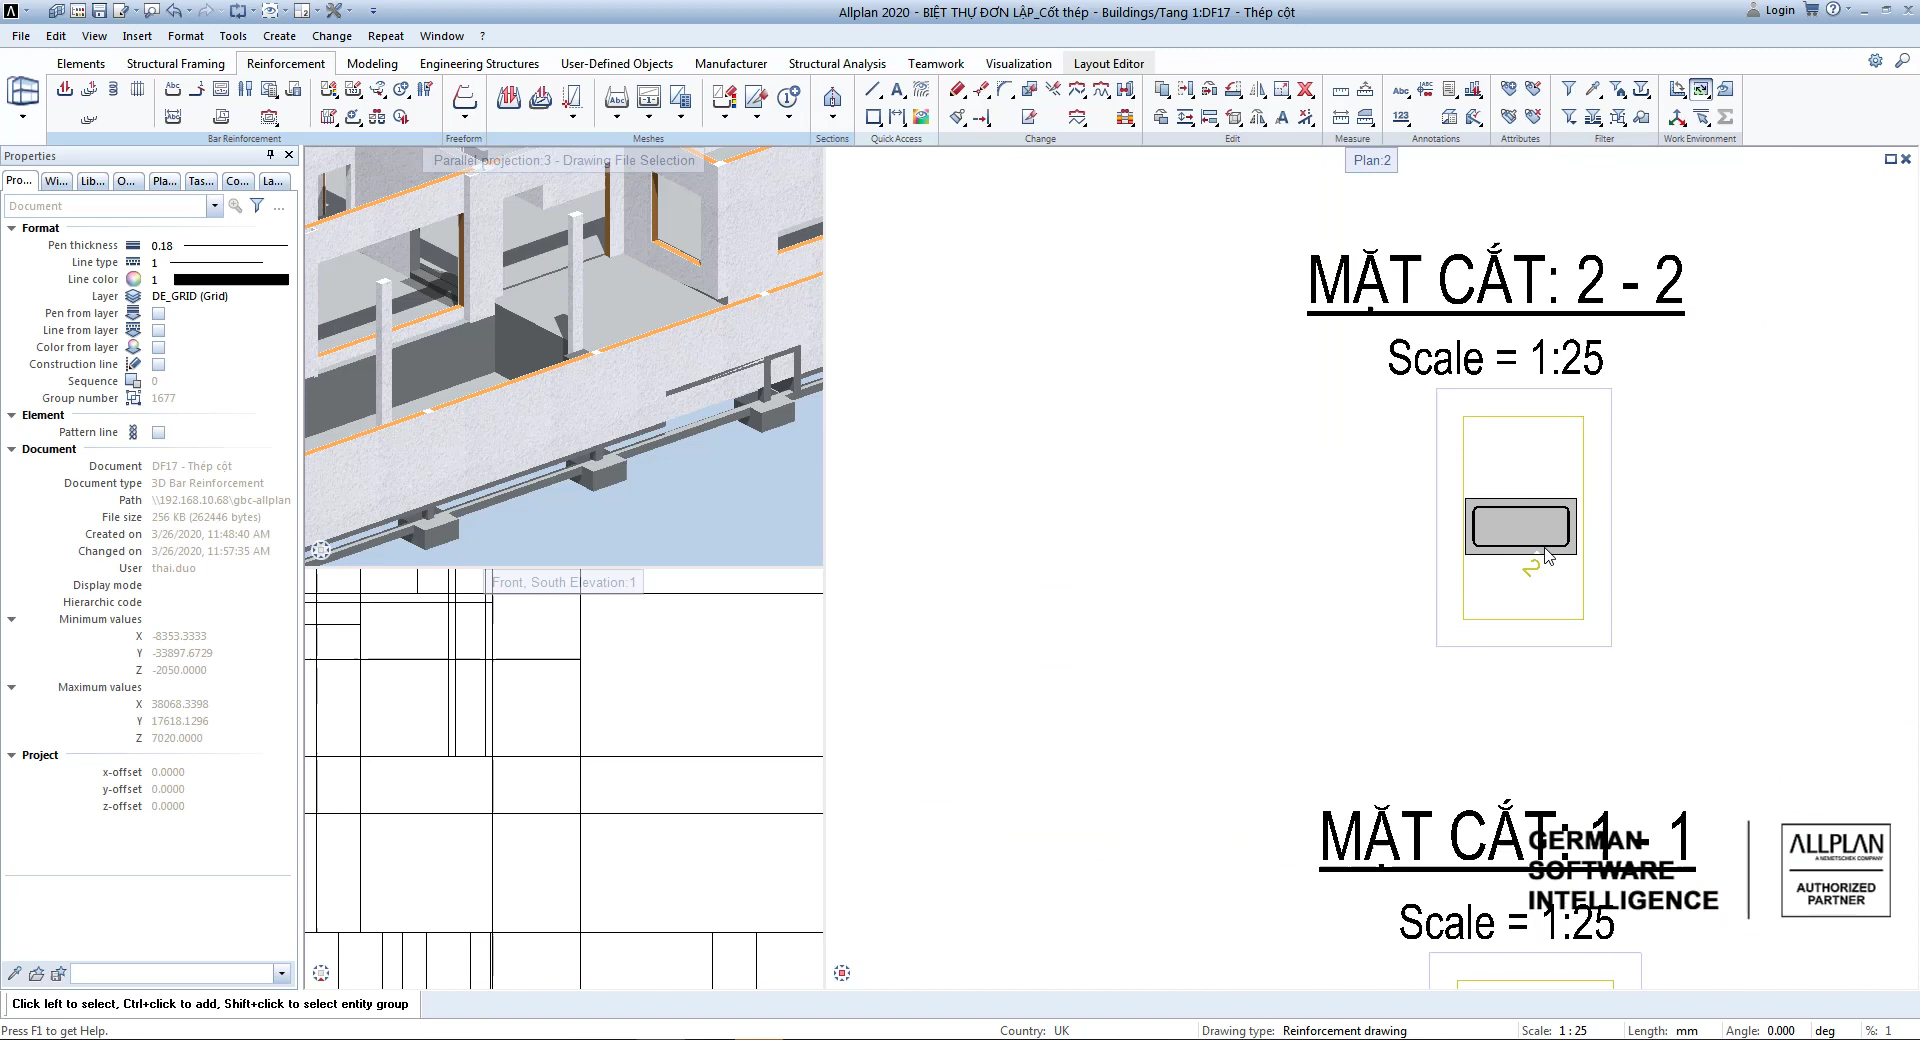 Allplan 2020 - BIỆT THỰ ĐƠN LẬP_Cốt thép - Buildings/Tang 1:DF17 - Thép cột
Login
File Edit View Insert Format Tools Create Change Repeat Window ?
Elements Structural Framing Reinforcement Modeling Engineering Structures User-Defined Objects Manufacturer Structural Analysis Teamwork Visualization Layout Editor
Bar Reinforcement Freeform Meshes Sections Quick Access Change Edit Measure Annotations Attributes Filter Work Environment
Properties
Pro... Wi... Lib... O... Pla... Tas... Co... La...
Document
Format
Pen thickness 0.18
Line type 1
Line color 1
Layer DE_GRID (Grid)
Pen from layer
Line from layer
Color from layer
Construction line
Sequence 0
Group number 1677
Element
Pattern line
Document
Document DF17 - Thép cột
Document type 3D Bar Reinforcement
Path \\192.168.10.68\gbc-allplan
File size 256 KB (262446 bytes)
Created on 3/26/2020, 11:48:40 AM
Changed on 3/26/2020, 11:57:35 AM
User thai.duo
Display mode
Hierarchic code
Minimum values
X -8353.3333
Y -33897.6729
Z -2050.0000
Maximum values
X 38068.3398
Y 17618.1296
Z 7020.0000
Project
x-offset 0.0000
y-offset 0.0000
z-offset 0.0000
Parallel projection:3 - Drawing File Selection
Front, South Elevation:1
Plan:2
MẶT CẮT: 2 - 2
Scale = 1:25
2
MẶT CẮT: 1 - 1
Scale = 1:25
GERMAN
SOFTWARE
INTELLIGENCE
ALLPLAN
A NEMETSCHEK COMPANY
AUTHORIZED
PARTNER
Click left to select, Ctrl+click to add, Shift+click to select entity group
Press F1 to get Help.
Country: UK
Drawing type: Reinforcement drawing
Scale: 1 : 25
Length: mm
Angle: 0.000 deg
%: 1